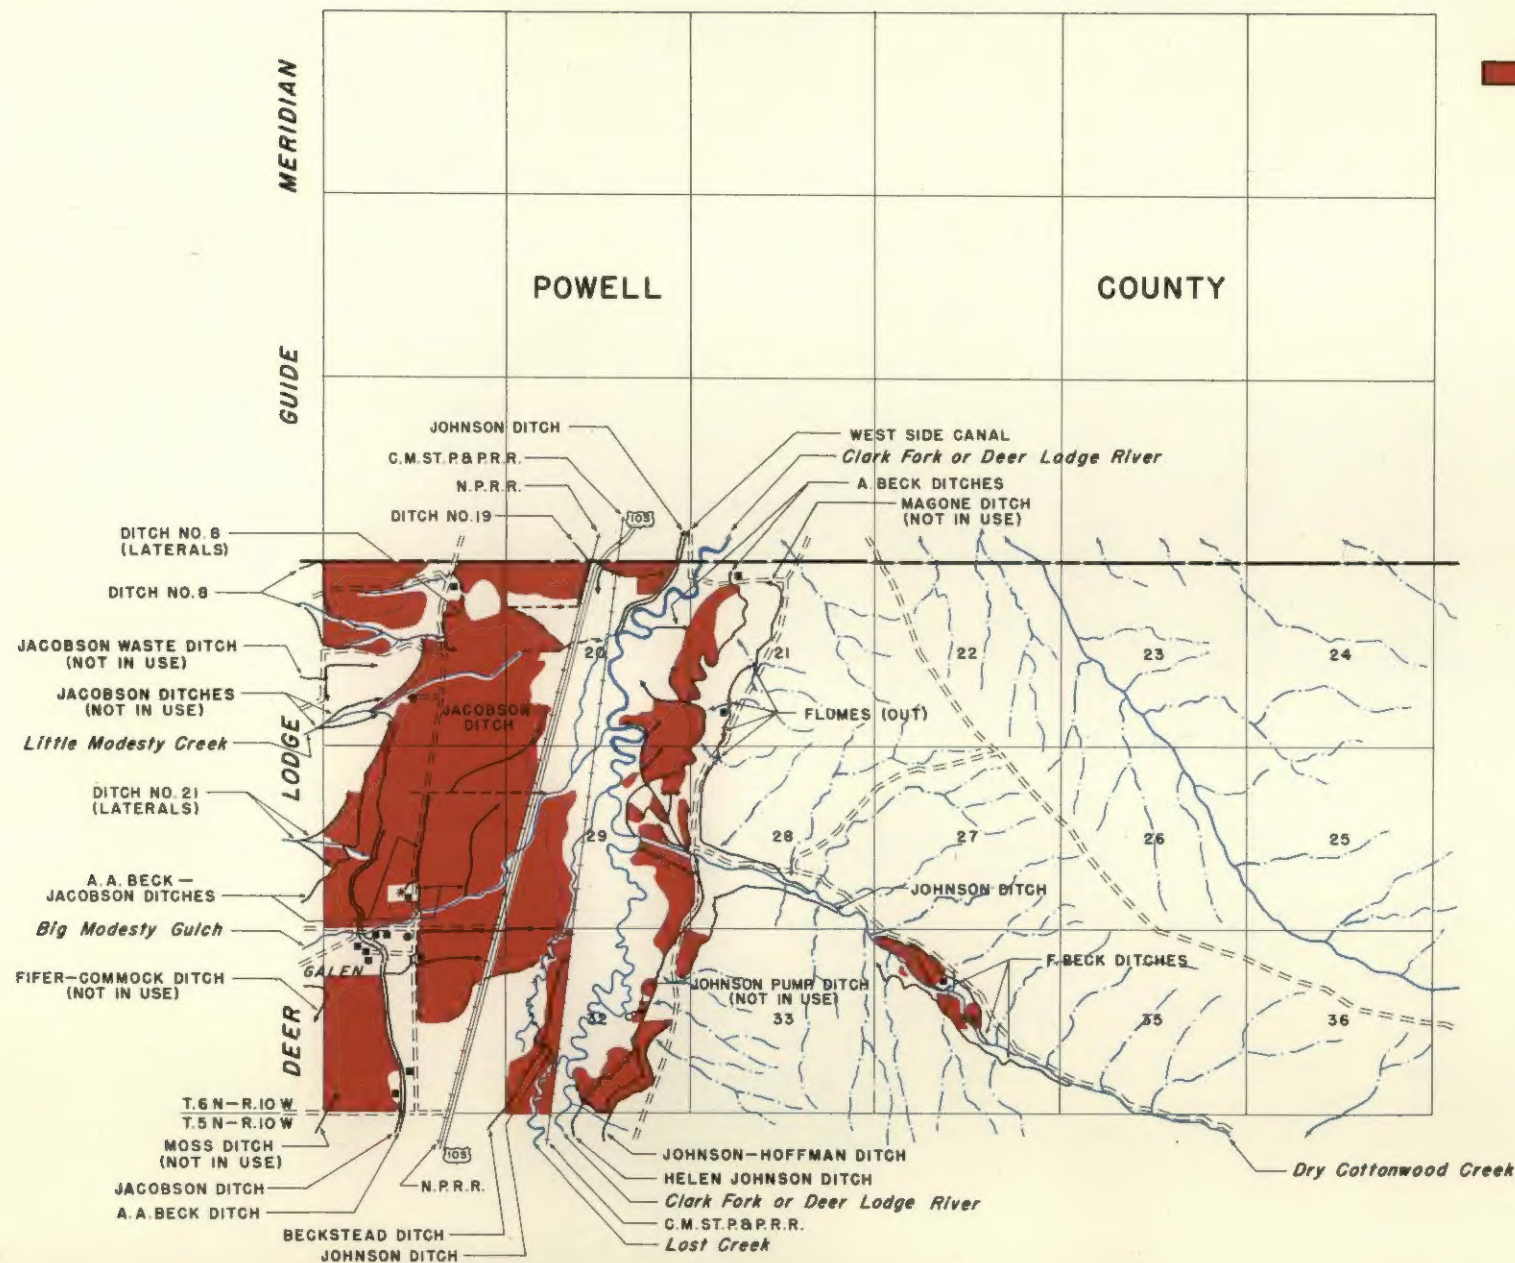 MERIDIAN
POWELL
COUNTY
GUIDE
JOHNSON DITCH
C.M.ST.P.& P.R.R.
N.P.R.R.
DITCH NO.19
10S
WEST SIDE CANAL
Clark Fork or Deer Lodge River
A.BECK DITCHES
MAGONE DITCH
(NOT IN USE)
DITCH NO.8
(LATERALS)
DITCH NO.8
JACOBSON WASTE DITCH
(NOT IN USE)
JACOBSON DITCHES
(NOT IN USE)
Little Modesty Creek
LODGE
JACOBSON
DITCH
20
21
22
23
24
FLUMES (OUT)
DITCH NO.21
(LATERALS)
29
28
27
26
25
A.A. BECK—
JACOBSON DITCHES
JOHNSON DITCH
Big Modesty Gulch
GALEN
FIFER-COMMOCK DITCH
(NOT IN USE)
F.BECK DITCHES
JOHNSON PUMP DITCH
(NOT IN USE)
DEER
32
33
35
36
T.6 N-R.10 W
T.5 N-R.10 W
MOSS DITCH
(NOT IN USE)
JACOBSON DITCH
A.A.BECK DITCH
N.P.R.R.
10S
BECKSTEAD DITCH
JOHNSON DITCH
JOHNSON-HOFFMAN DITCH
HELEN JOHNSON DITCH
Clark Fork or Deer Lodge River
C.M.ST.P.&P.R.R.
Lost Creek
Dry Cottonwood Creek